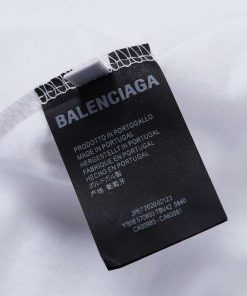 BALENCIAGA
PRODOTTO IN PORTOGALLO
MADE IN PORTUGAL
HERGESTELLT IN PORTUGAL
FABRIQUE EN PORTUGAL
HECHO EN PORTUGAL
ポルトガル製
产地 葡萄牙